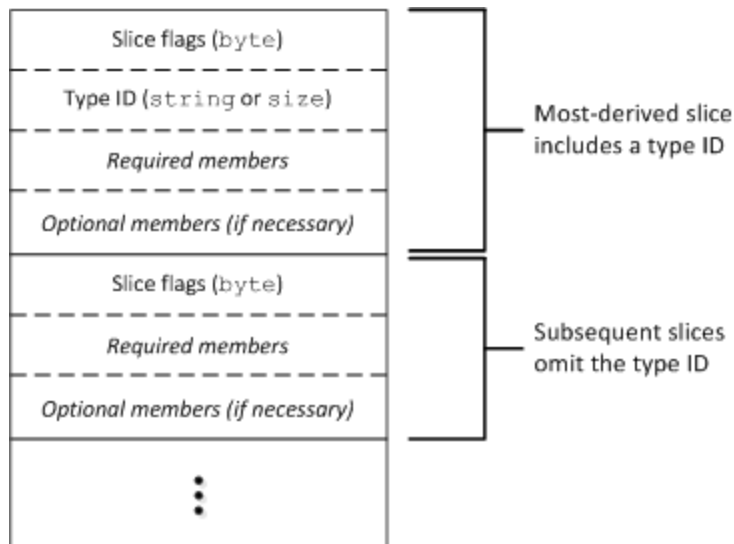 Slice flags (byte)
Type ID (string or size)
Required members
Optional members (if necessary)
Most-derived slice
includes a type ID
Slice flags (byte)
Required members
Optional members (if necessary)
Subsequent slices
omit the type ID